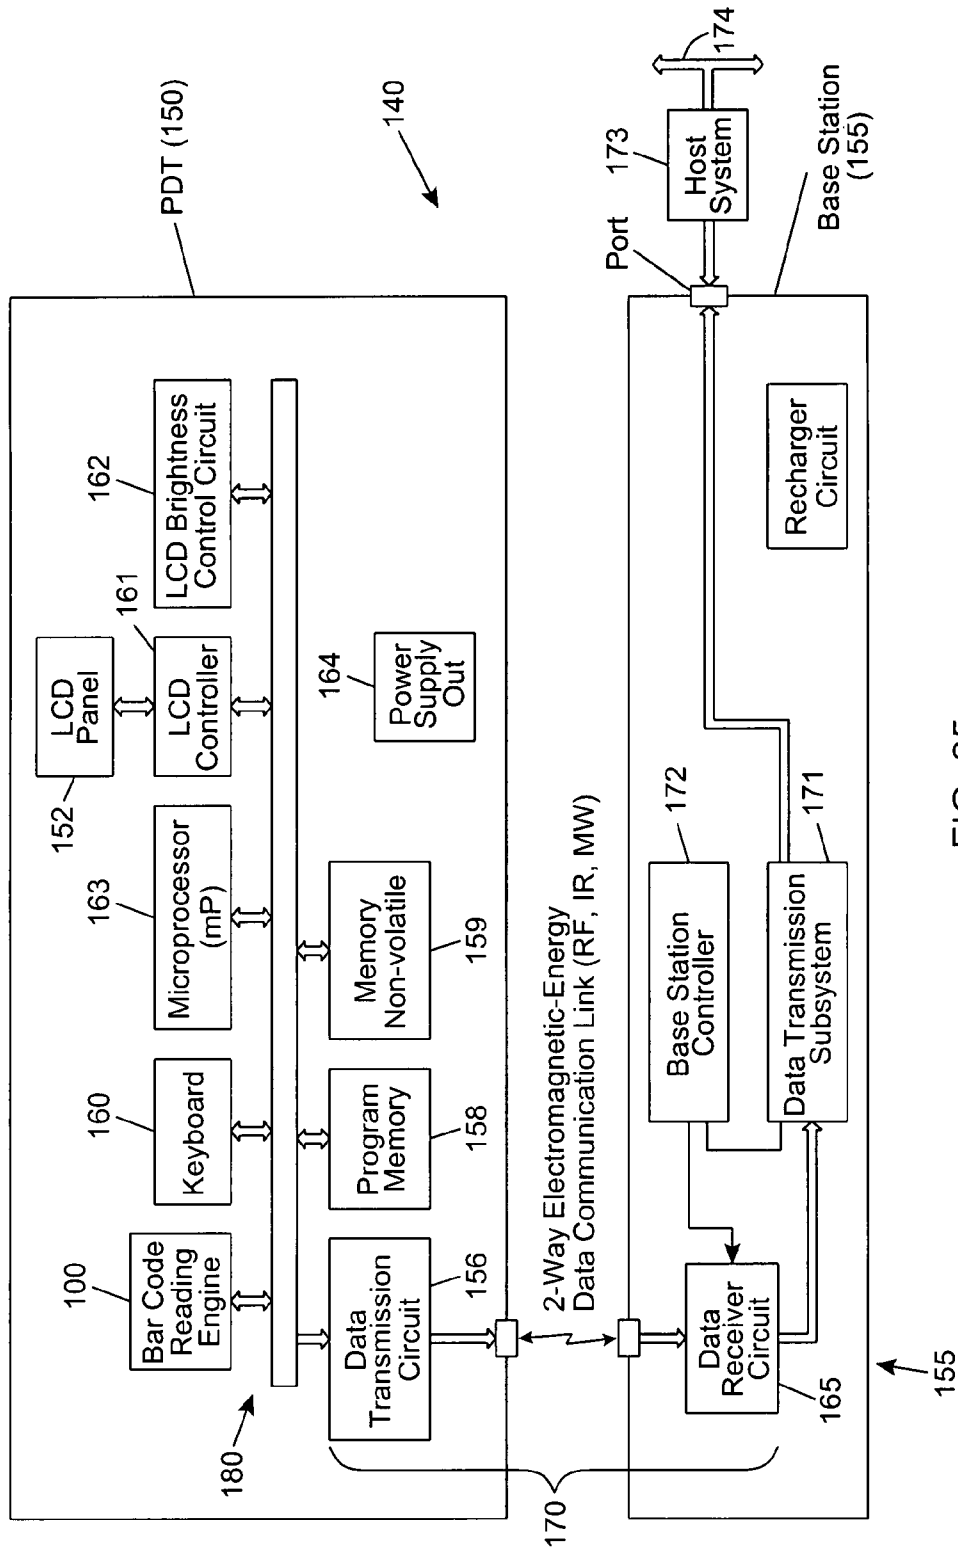 PDT (150)
140
152
LCD
Panel
161
162
100
160
163
Bar Code
Reading
Engine
Keyboard
Microprocessor
(mP)
LCD
Controller
LCD Brightness
Control Circuit
180
Data
Transmission
Circuit
156
Program
Memory
158
Memory
Non-volatile
159
164
Power
Supply
Out
170
2-Way Electromagnetic-Energy
Data Communication Link (RF, IR, MW)
Port
173
Host
System
174
172
Base Station
Controller
Data
Receiver
Circuit
165
Data Transmission
Subsystem
171
Recharger
Circuit
Base Station
(155)
155
FIG.